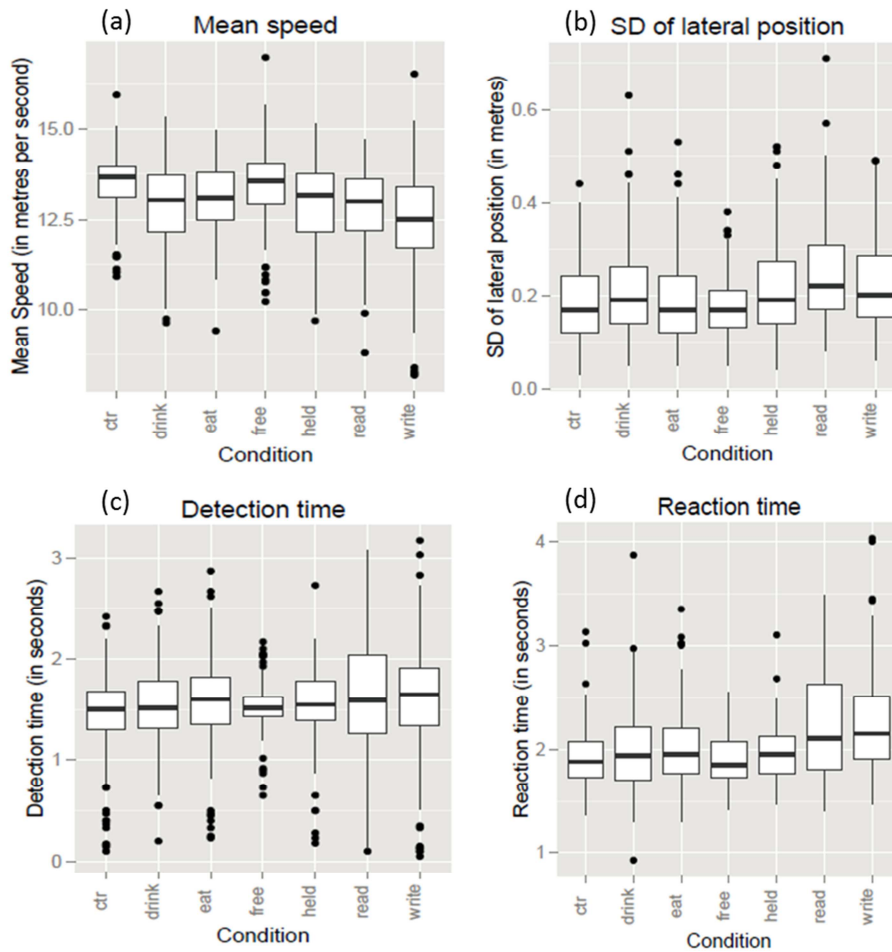 (a)
Mean speed
Mean Speed (in metres per second)
15.0
12.5
10.0
ctr
drink
eat
free
held
read
write
Condition
(b)
SD of lateral position
SD of lateral position (in metres)
0.6
0.4
0.2
0.0
ctr
drink
eat
free
held
read
write
Condition
(c)
Detection time
Detection time (in seconds)
3
2
1
0
ctr
drink
eat
free
held
read
write
Condition
(d)
Reaction time
Reaction time (in seconds)
4
3
2
1
ctr
drink
eat
free
held
read
write
Condition